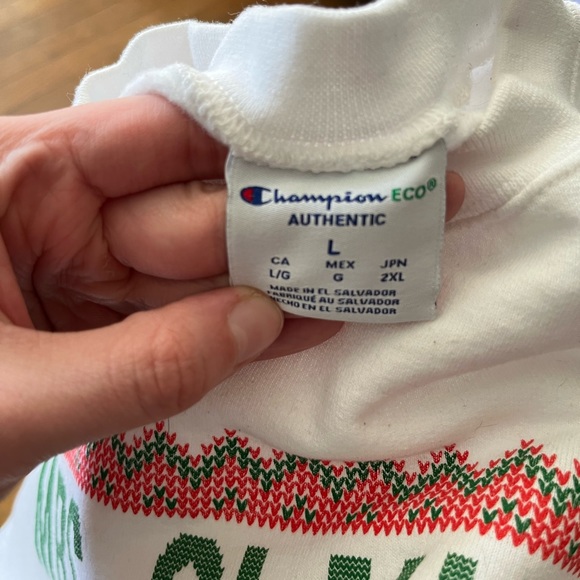 Champion ECO®
AUTHENTIC
L
CA MEX JPN
L/G G 2XL
MADE IN EL SALVADOR
FABRIQUÉ AU SALVADOR
HECHO EN EL SALVADOR